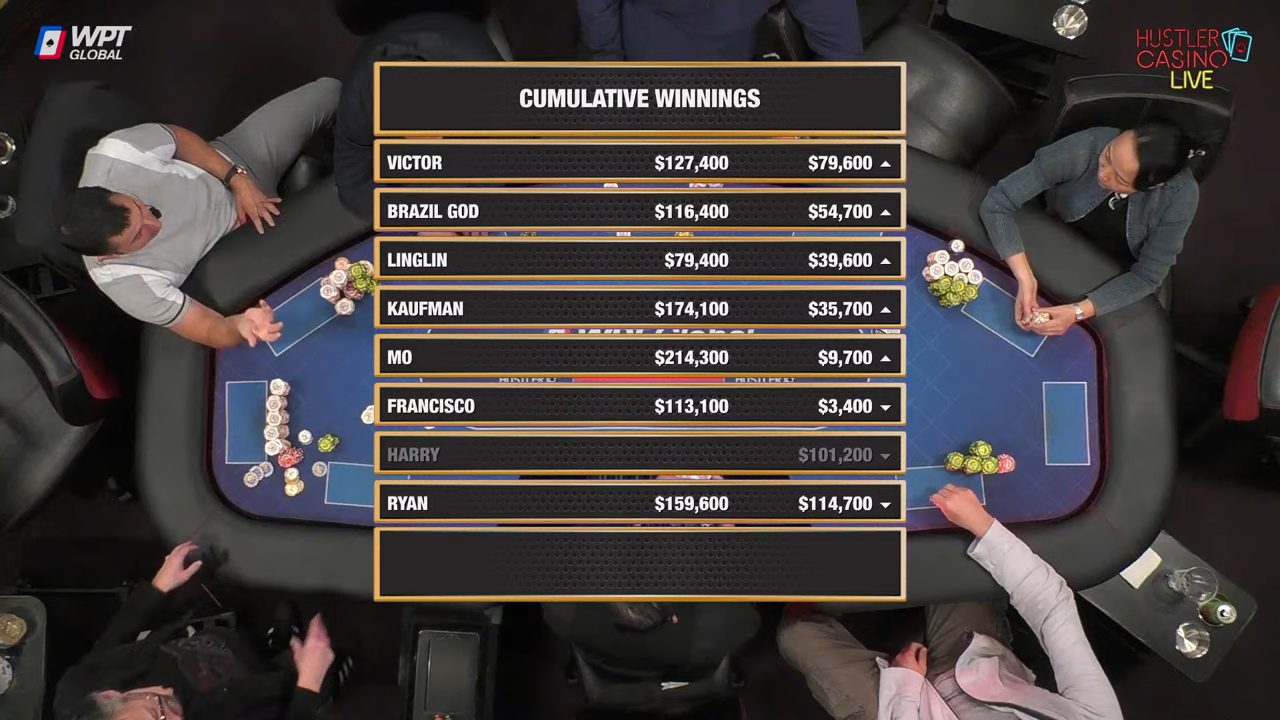 WPT
GLOBAL
HUSTLER
CASINO
LIVE
CUMULATIVE WINNINGS
VICTOR $127,400 $79,600 ▲
BRAZIL GOD $116,400 $54,700 ▲
LINGLIN $79,400 $39,600 ▲
KAUFMAN $174,100 $35,700 ▲
MO $214,300 $9,700 ▲
FRANCISCO $113,100 $3,400 ▼
HARRY $101,200 ▼
RYAN $159,600 $114,700 ▼